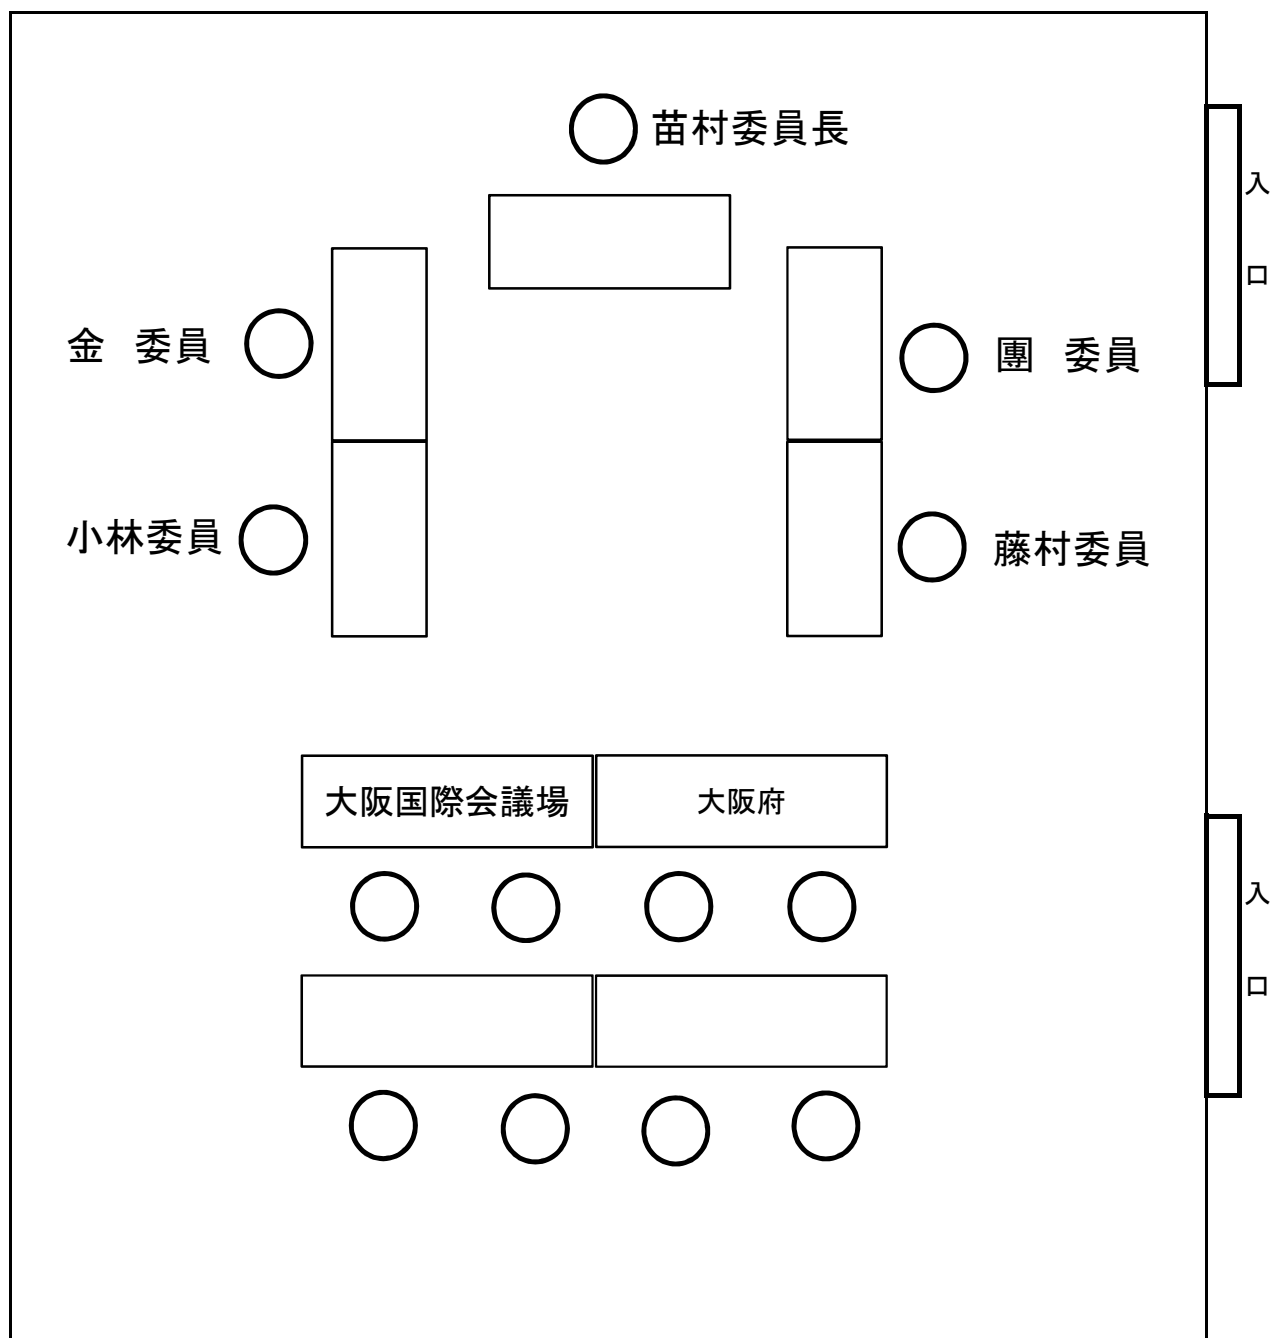 苗村委員長
入口
金 委員
團 委員
小林委員
藤村委員
大阪国際会議場
大阪府
入口